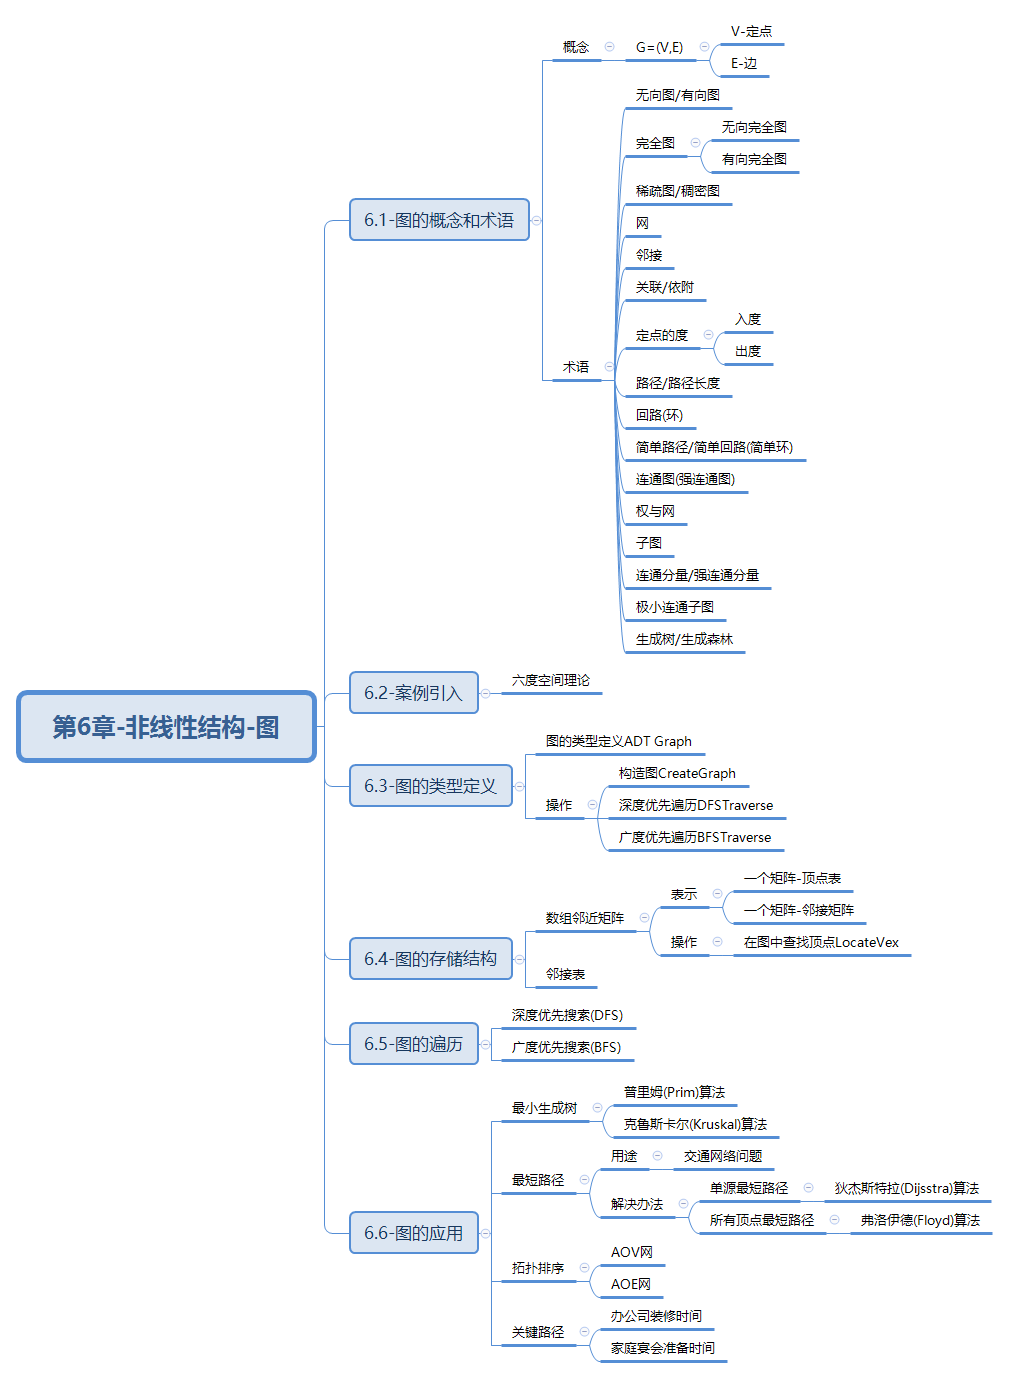 第6章-非线性结构-图
6.1-图的概念和术语
概念
G=(V,E)
V-定点
E-边
术语
无向图/有向图
完全图
无向完全图
有向完全图
稀疏图/稠密图
网
邻接
关联/依附
定点的度
入度
出度
路径/路径长度
回路(环)
简单路径/简单回路(简单环)
连通图(强连通图)
权与网
子图
连通分量/强连通分量
极小连通子图
生成树/生成森林
6.2-案例引入
六度空间理论
6.3-图的类型定义
图的类型定义ADT Graph
操作
构造图CreateGraph
深度优先遍历DFSTraverse
广度优先遍历BFSTraverse
6.4-图的存储结构
数组邻近矩阵
表示
一个矩阵-顶点表
一个矩阵-邻接矩阵
操作
在图中查找顶点LocateVex
邻接表
6.5-图的遍历
深度优先搜索(DFS)
广度优先搜索(BFS)
6.6-图的应用
最小生成树
普里姆(Prim)算法
克鲁斯卡尔(Kruskal)算法
最短路径
用途
交通网络问题
解决办法
单源最短路径
狄杰斯特拉(Dijsstra)算法
所有顶点最短路径
弗洛伊德(Floyd)算法
拓扑排序
AOV网
AOE网
关键路径
办公司装修时间
家庭宴会准备时间